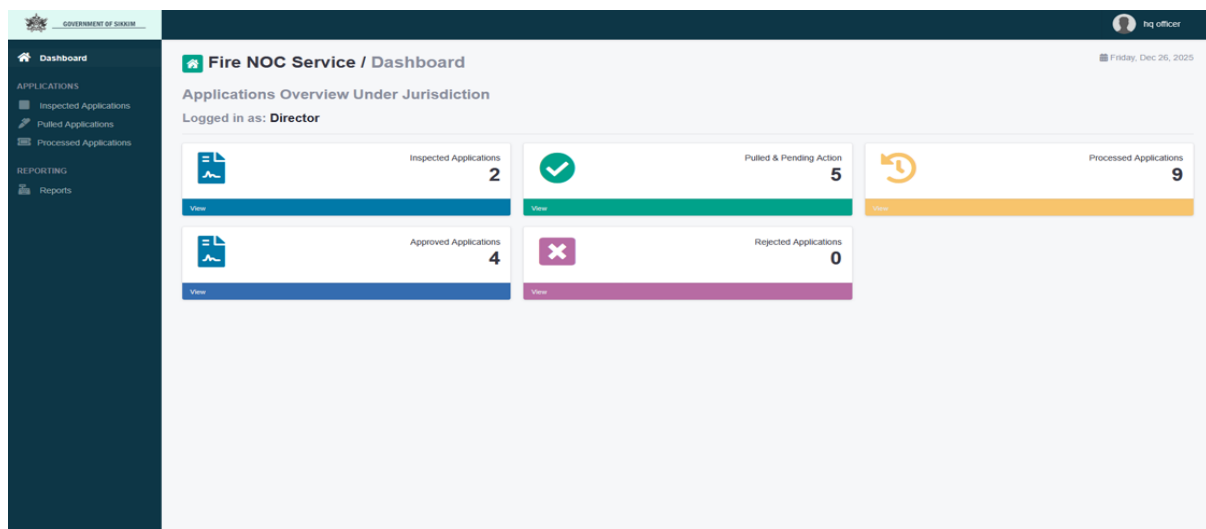 GOVERNMENT OF SIKKIM
hq officer
Dashboard
APPLICATIONS
Inspected Applications
Pulled Applications
Processed Applications
REPORTING
Reports
Fire NOC Service / Dashboard
Friday, Dec 26, 2025
Applications Overview Under Jurisdiction
Logged in as: Director
Inspected Applications
2
View
Pulled & Pending Action
5
View
Processed Applications
9
View
Approved Applications
4
View
Rejected Applications
0
View